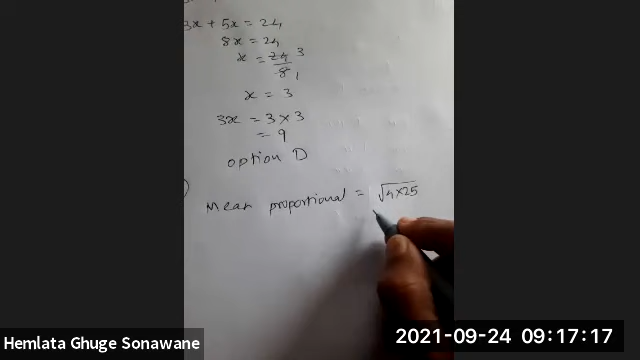 3x + 5x = 24
8x = 24
x = 24 3
8 1
x = 3
3x = 3 × 3
= 9
option D
) Mean proportional = √4×25
Hemlata Ghuge Sonawane
2021-09-24 09:17:17